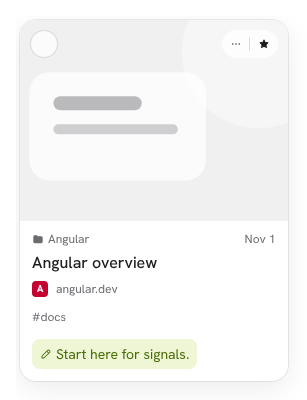 Angular
Nov 1
Angular overview
A
angular.dev
#docs
Start here for signals.